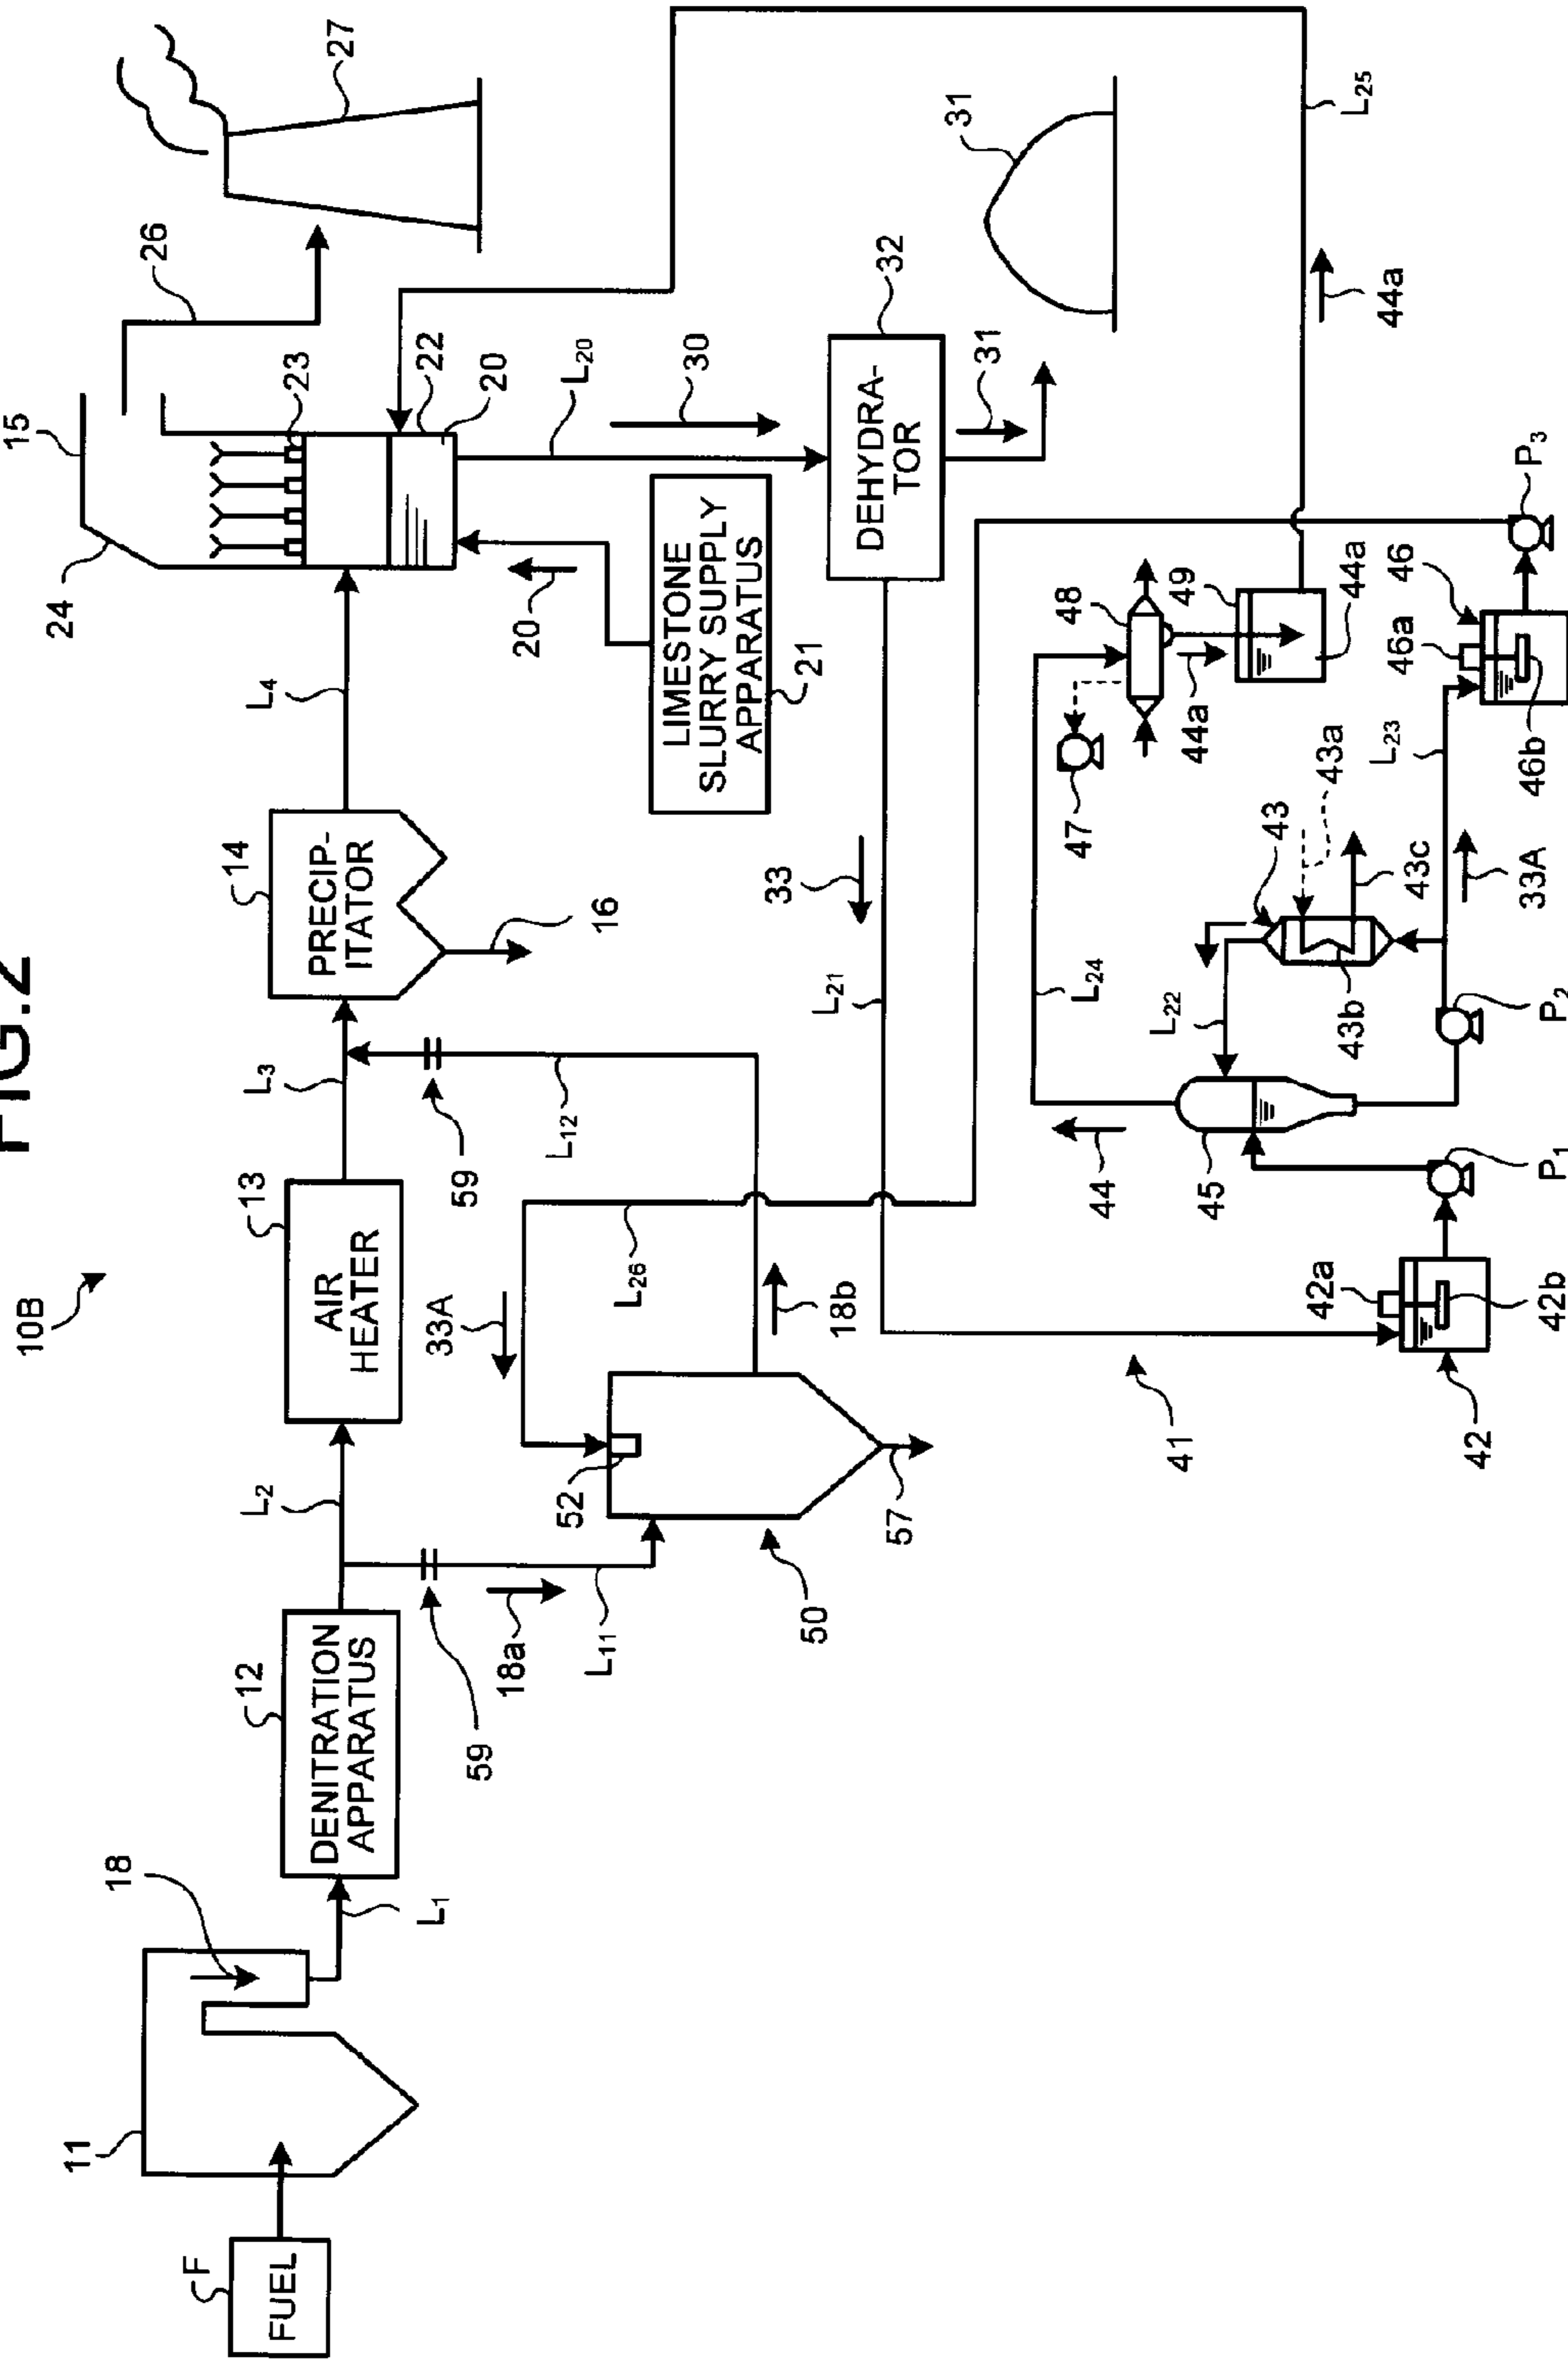 FIG.2
10B
F
FUEL
11
18
L1
12
DENITRATION
APPARATUS
L2
13
AIR
HEATER
L3
14
PRECIP-
ITATOR
16
L4
24
15
23
22
20
26
27
59
18a
L11
59
L12
20
LIMESTONE
SLURRY SUPPLY
APPARATUS
21
L20
30
DEHYDRA-
TOR
32
31
31
33A
L26
52
50
57
18b
33
L21
41
42
42a
42b
P1
44
45
L24
L22
43
43a
43b
43c
P2
33A
L23
47
48
44a
49
44a
46a
46
46b
P3
44a
L25